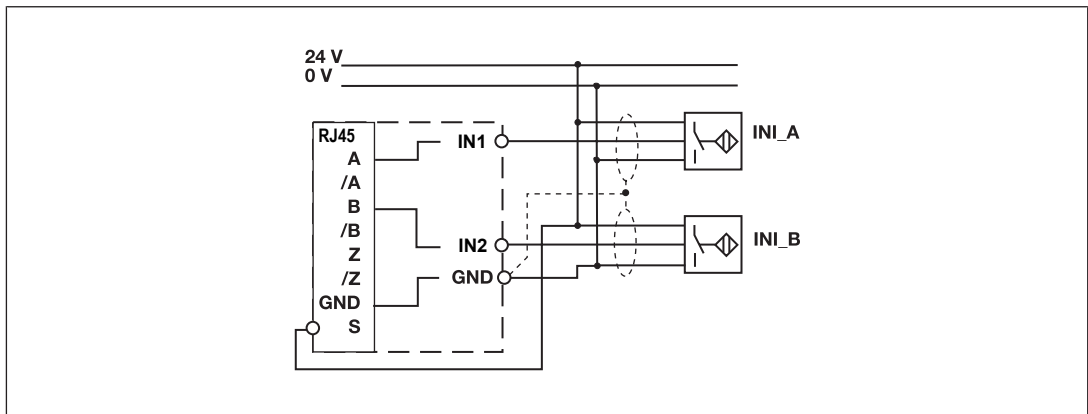 24 V
0 V
RJ45
A
/A
B
/B
Z
/Z
GND
S
IN1
IN2
GND
INI_A
INI_B